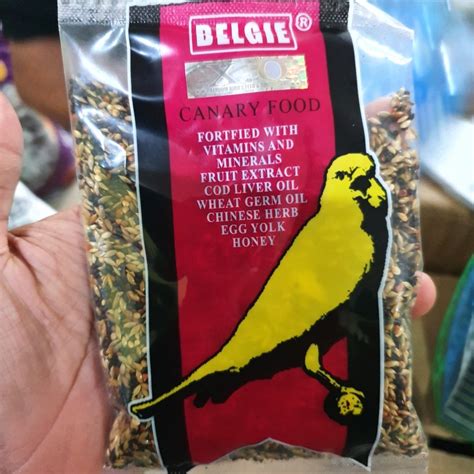 BELGIE®
CANARY FOOD
FORTFIED WITH
VITAMINS AND
MINERALS
FRUIT EXTRACT
COD LIVER OIL
WHEAT GERM OIL
CHINESE HERB
EGG YOLK
HONEY